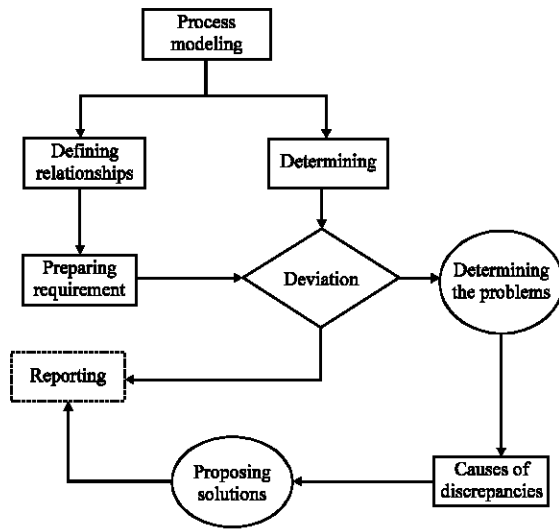 Process
modeling
Defining
relationships
Determining
Preparing
requirement
Deviation
Determining
the problems
Reporting
Proposing
solutions
Causes of
discrepancies